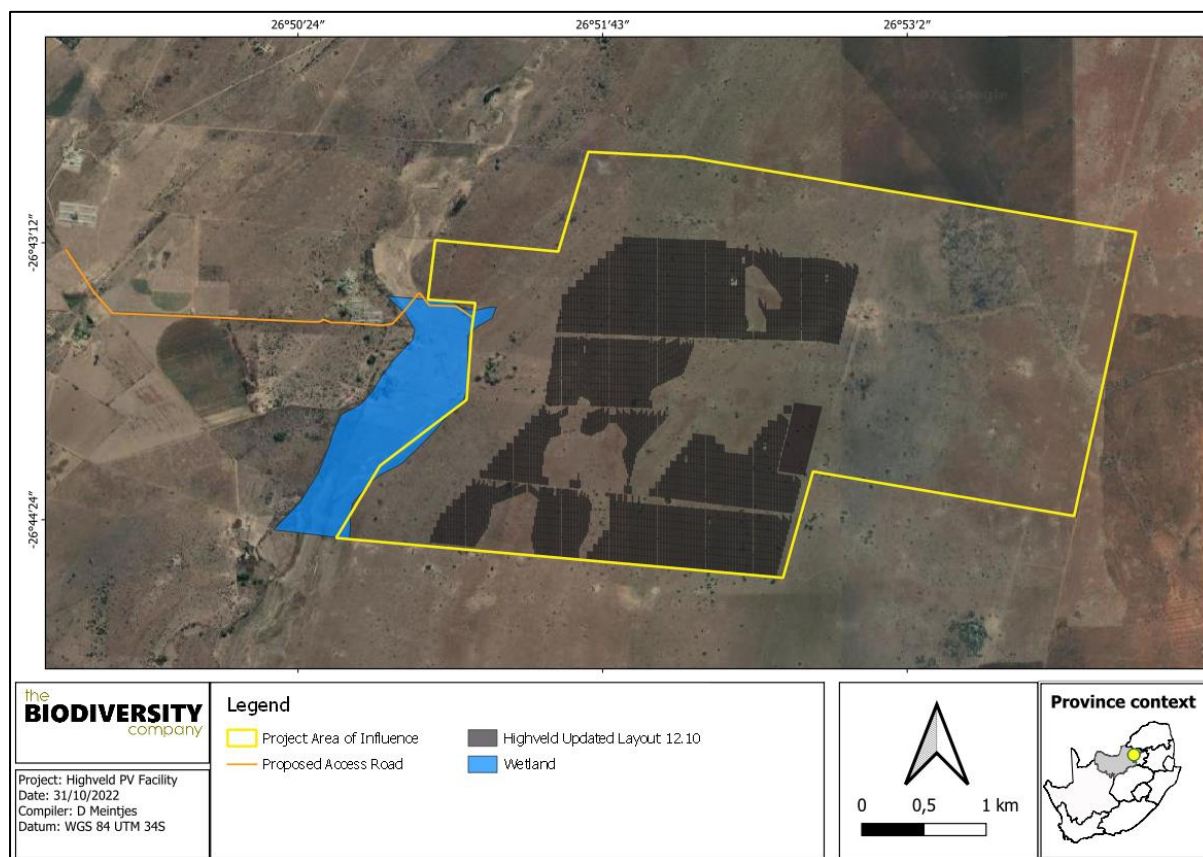 26°50'24" 26°51'43" 26°53'2"
-26°43'12"
-26°44'24"
the
BIODIVERSITY
company
Project: Highveld PV Facility
Date: 31/10/2022
Compiler: D Meintjes
Datum: WGS 84 UTM 34S
Legend
Project Area of Influence
Proposed Access Road
Highveld Updated Layout 12.10
Wetland
0 0,5 1 km
Province context